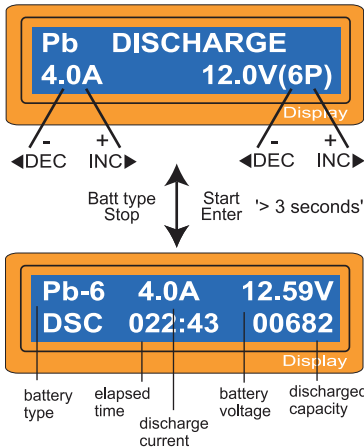 Pb DISCHARGE
4.0A 12.0V(6P)
Display
- + - +
◀DEC INC▶ ◀DEC INC▶
Batt type Start '> 3 seconds'
Stop Enter
Pb-6 4.0A 12.59V
DSC 022:43 00682
Display
battery elapsed battery discharged
type time voltage capacity
discharge
current